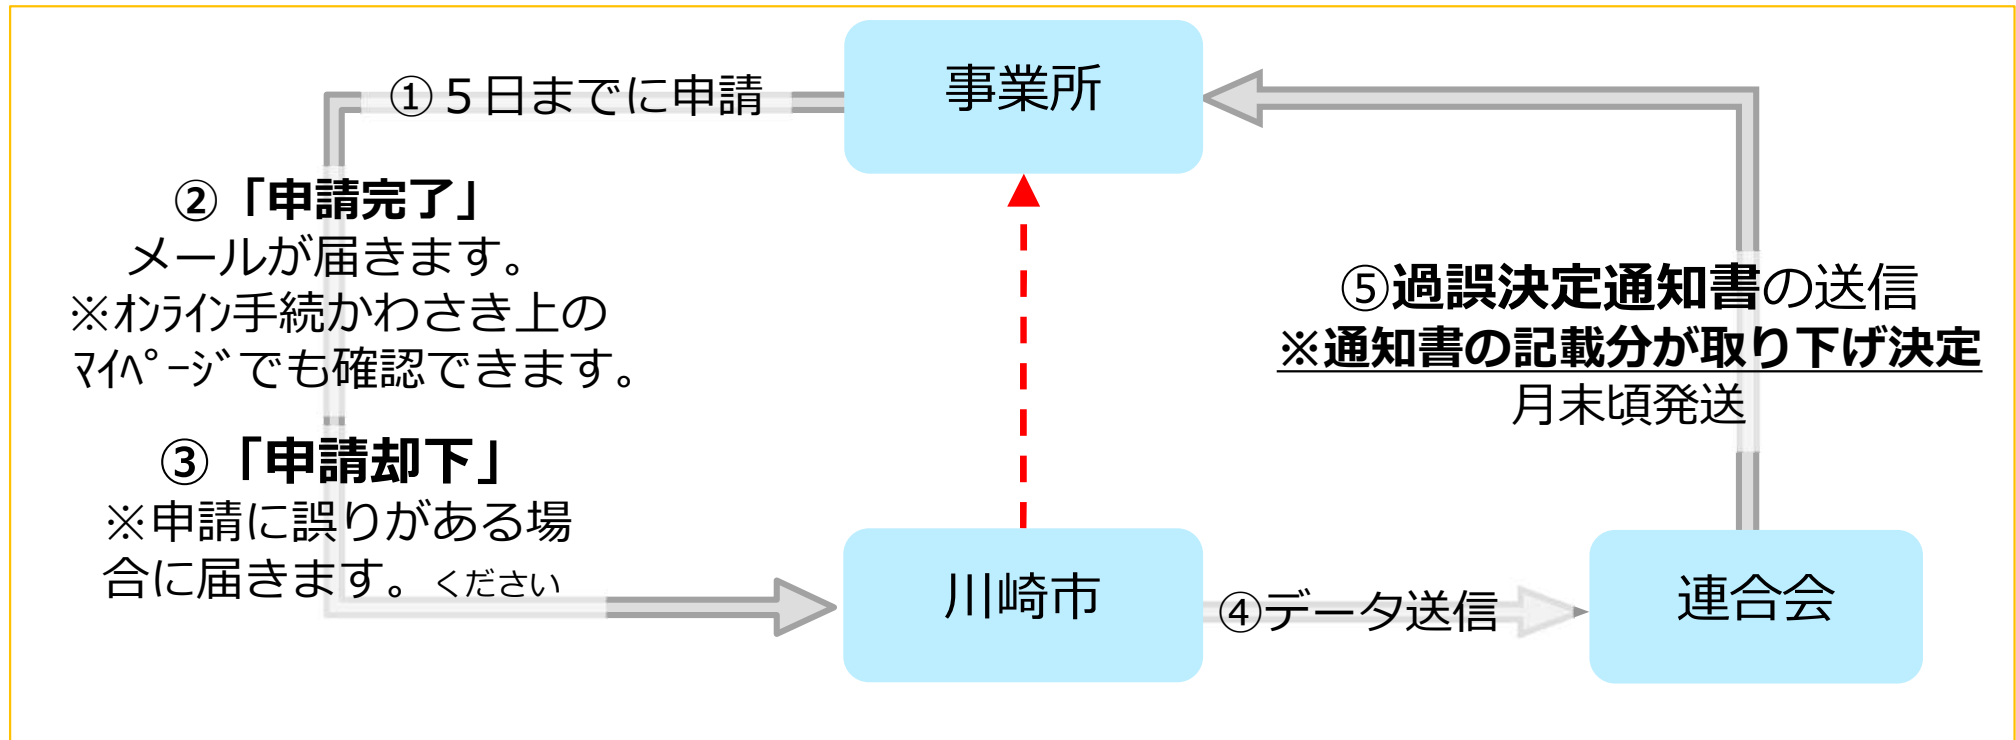 事業所
①５日までに申請
②「申請完了」
メールが届きます。
※ｵﾝﾗｲﾝ手続かわさき上の
ﾏｲﾍﾟｰｼﾞでも確認できます。
③「申請却下」
※申請に誤りがある場
合に届きます。ください
川崎市
④データ送信
連合会
⑤過誤決定通知書の送信
※通知書の記載分が取り下げ決定
月末頃発送